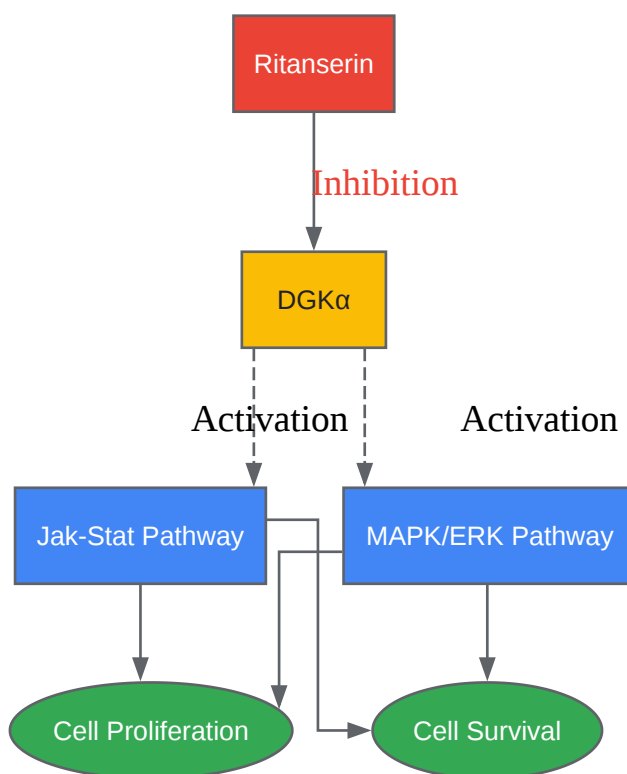 Ritanserin
Inhibition
DGKα
Activation
Activation
Jak-Stat Pathway
MAPK/ERK Pathway
Cell Proliferation
Cell Survival